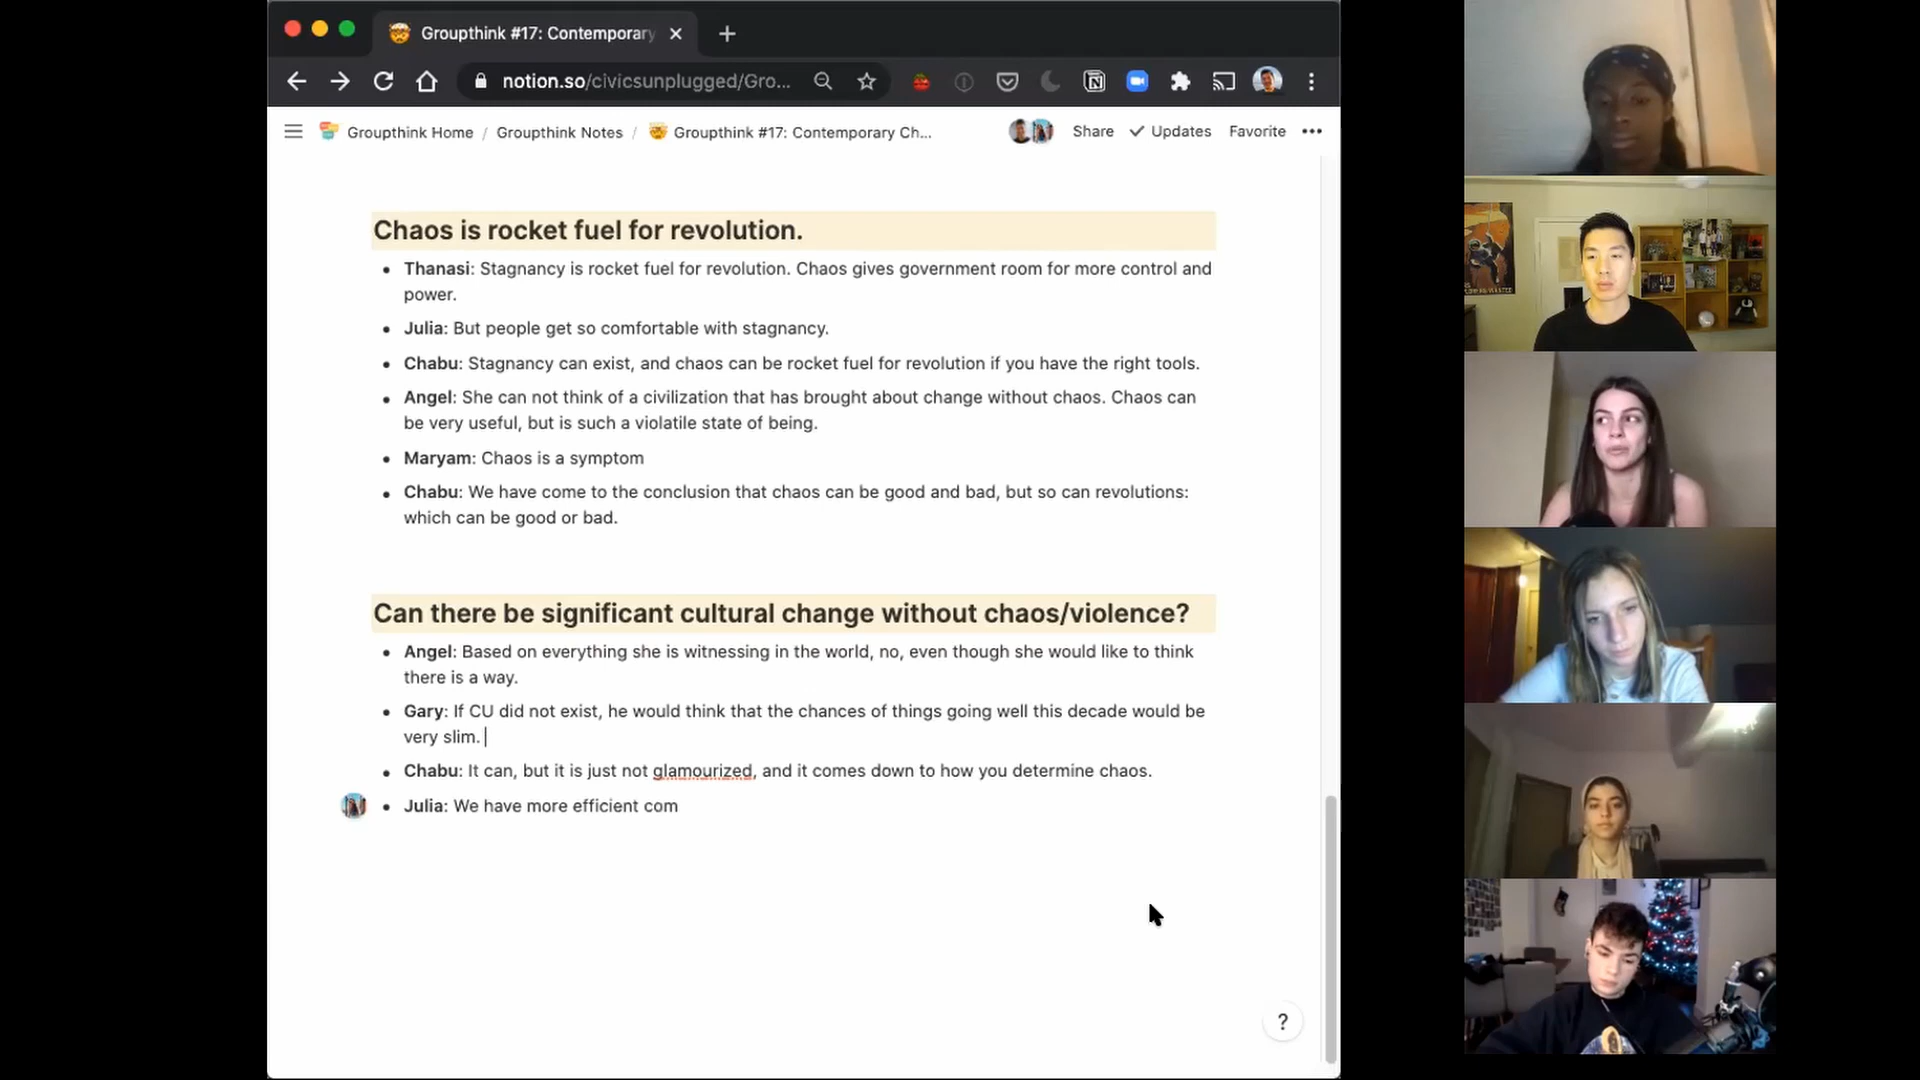 Groupthink #17: Contemporary
notion.so/civicsunplugged/Gro...
Groupthink Home / Groupthink Notes / Groupthink #17: Contemporary Ch...
Share Updates Favorite
Chaos is rocket fuel for revolution.
Thanasi: Stagnancy is rocket fuel for revolution. Chaos gives government room for more control and
power.
Julia: But people get so comfortable with stagnancy.
Chabu: Stagnancy can exist, and chaos can be rocket fuel for revolution if you have the right tools.
Angel: She can not think of a civilization that has brought about change without chaos. Chaos can
be very useful, but is such a violatile state of being.
Maryam: Chaos is a symptom
Chabu: We have come to the conclusion that chaos can be good and bad, but so can revolutions:
which can be good or bad.
Can there be significant cultural change without chaos/violence?
Angel: Based on everything she is witnessing in the world, no, even though she would like to think
there is a way.
Gary: If CU did not exist, he would think that the chances of things going well this decade would be
very slim.
Chabu: It can, but it is just not glamourized, and it comes down to how you determine chaos.
Julia: We have more efficient com
?